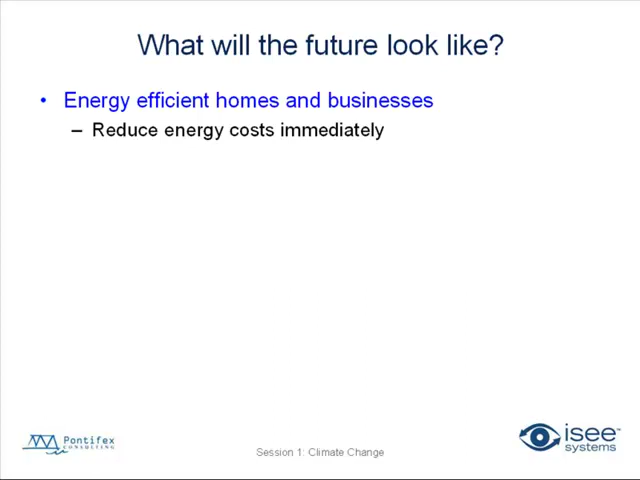 What will the future look like?
• Energy efficient homes and businesses
– Reduce energy costs immediately
Pontifex
CONSULTING
Session 1: Climate Change
isee™
systems